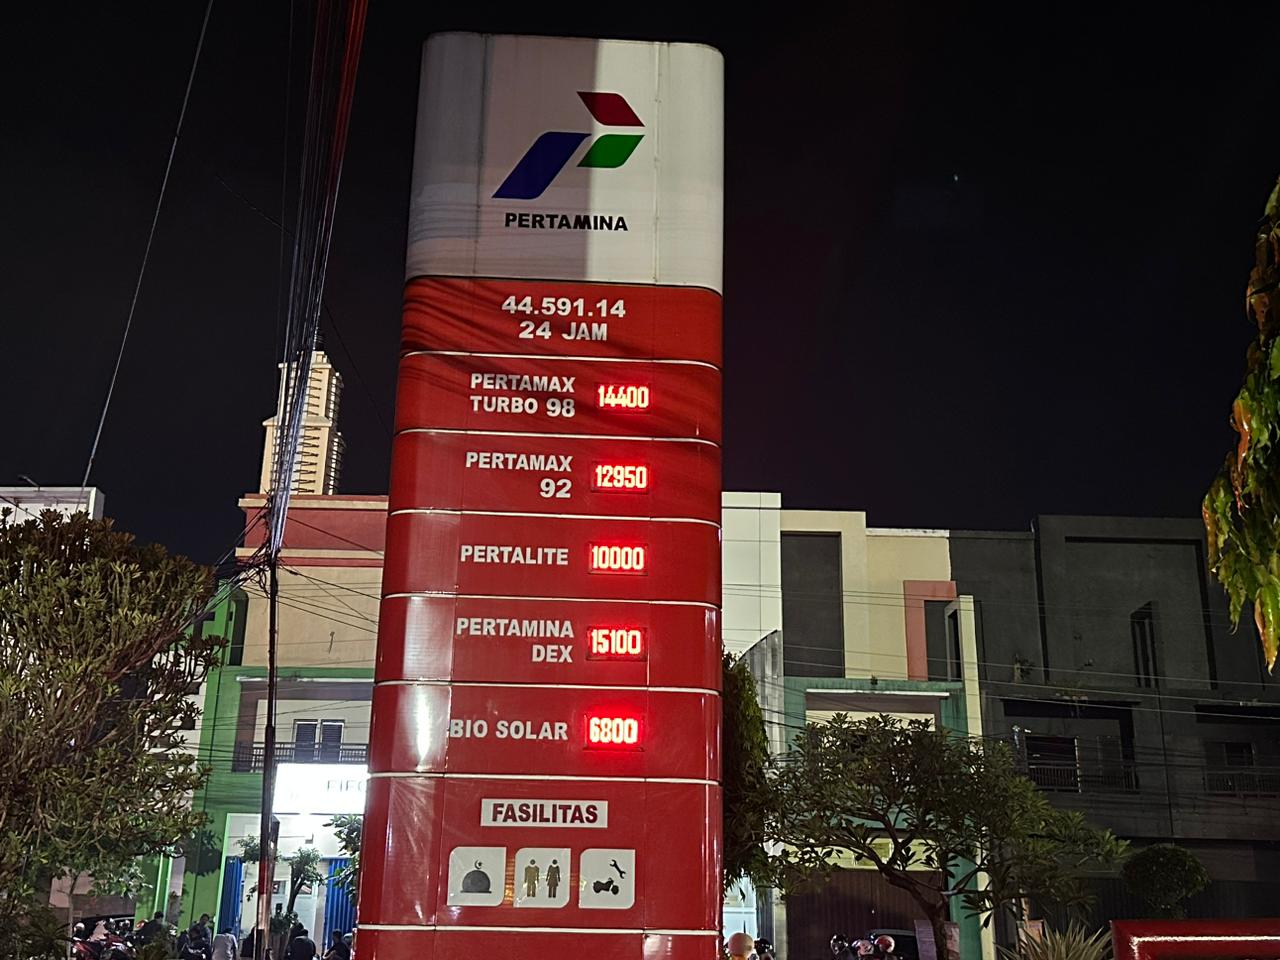 PERTAMINA
44.591.14
24 JAM
PERTAMAX
TURBO 98 14400
PERTAMAX
92 12950
PERTALITE 10000
PERTAMINA
DEX 15100
BIO SOLAR 6800
FASILITAS